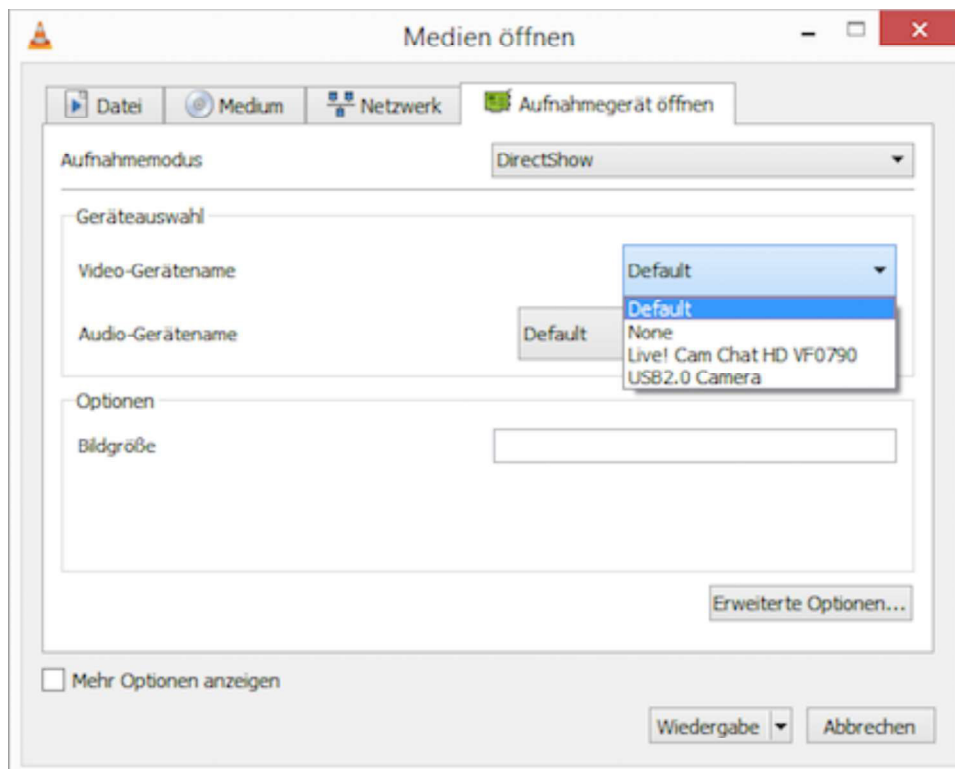 Medien öffnen
Datei Medium Netzwerk Aufnahmegerät öffnen
Aufnahmemodus DirectShow
Geräteauswahl
Video-Gerätename Default
Default
None
Audio-Gerätename Default
Live! Cam Chat HD VF0790
USB2.0 Camera
Optionen
Bildgröße
Erweiterte Optionen...
Mehr Optionen anzeigen
Wiedergabe Abbrechen